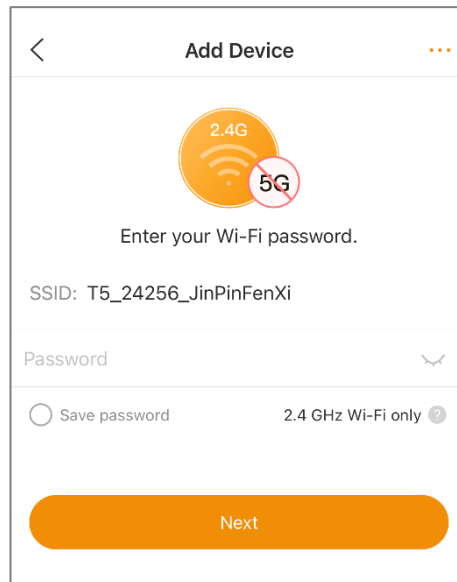 Add Device
2.4G
5G
Enter your Wi-Fi password.
SSID: T5_24256_JinPinFenXi
Password
Save password 2.4 GHz Wi-Fi only ?
Next